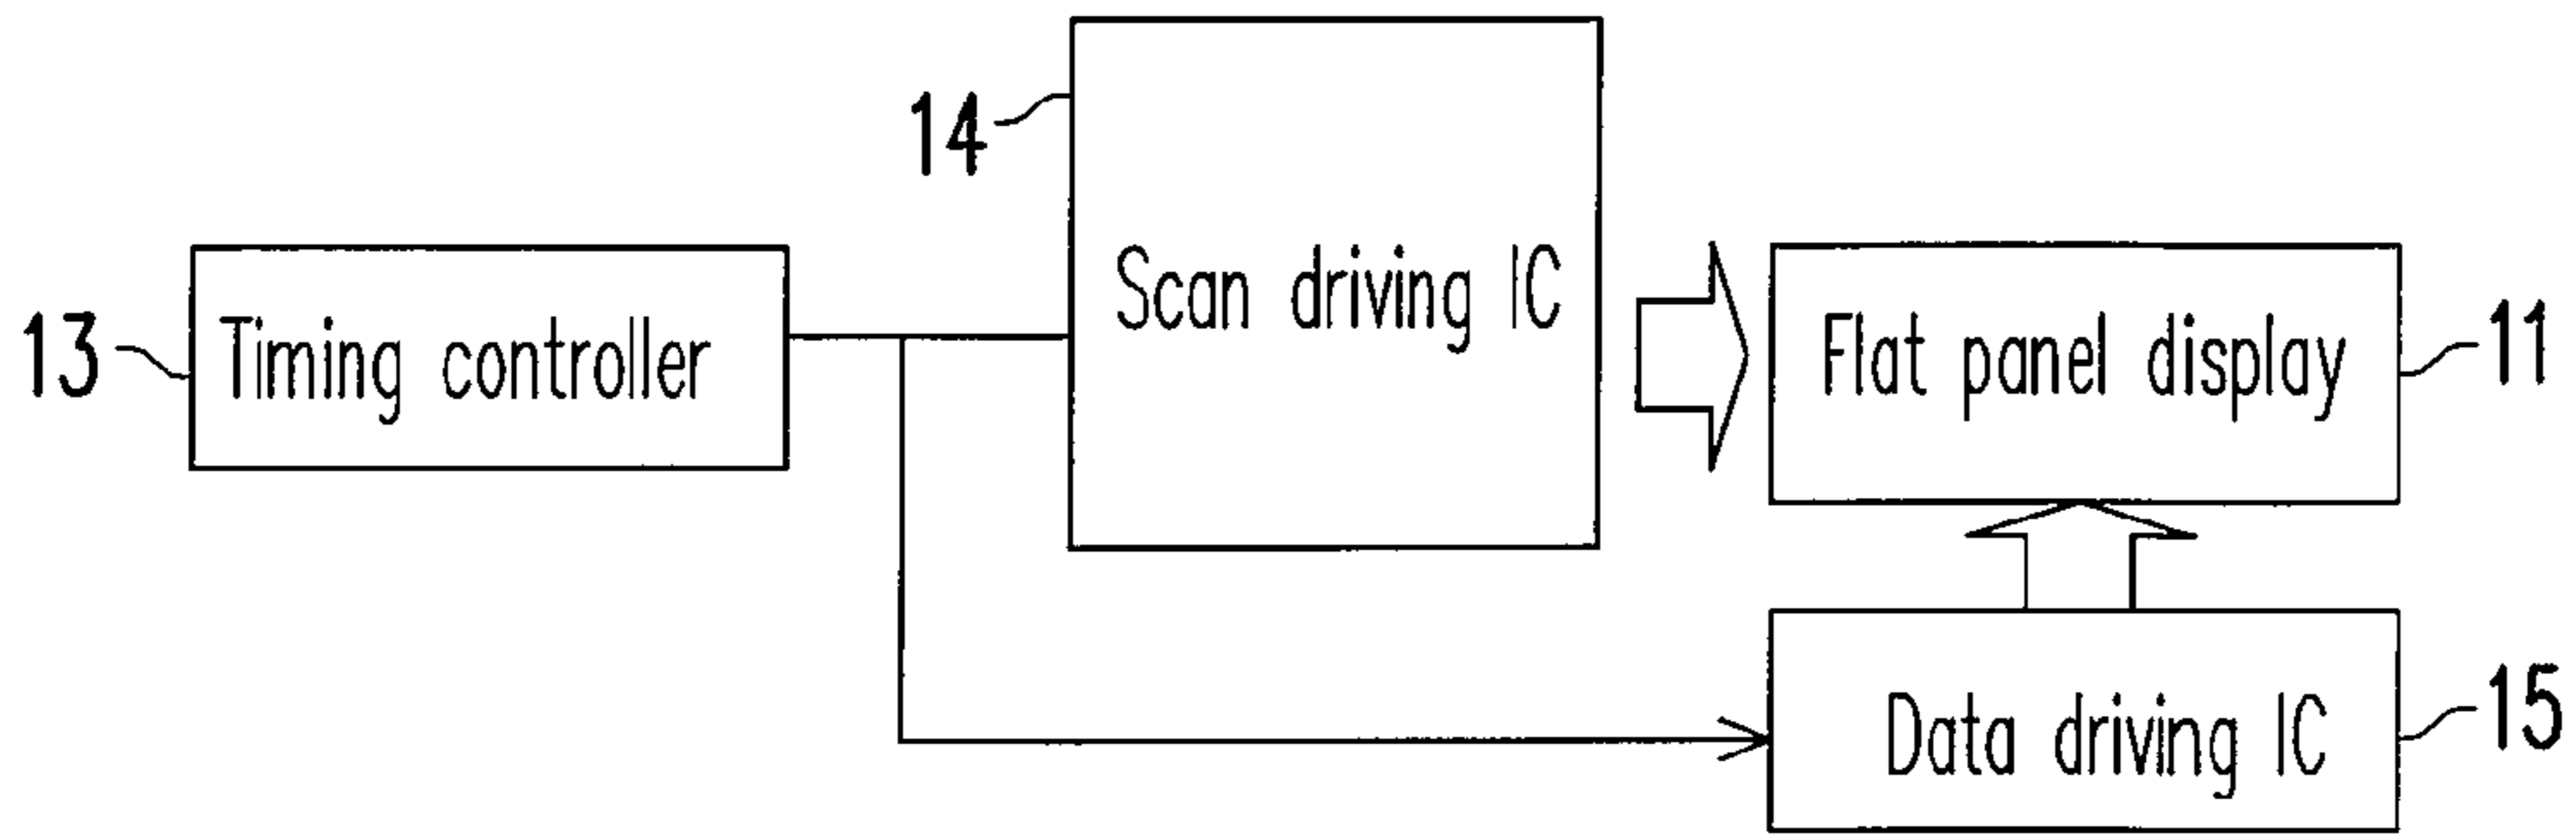 14
Scan driving IC
13
Timing controller
Flat panel display
11
Data driving IC
15